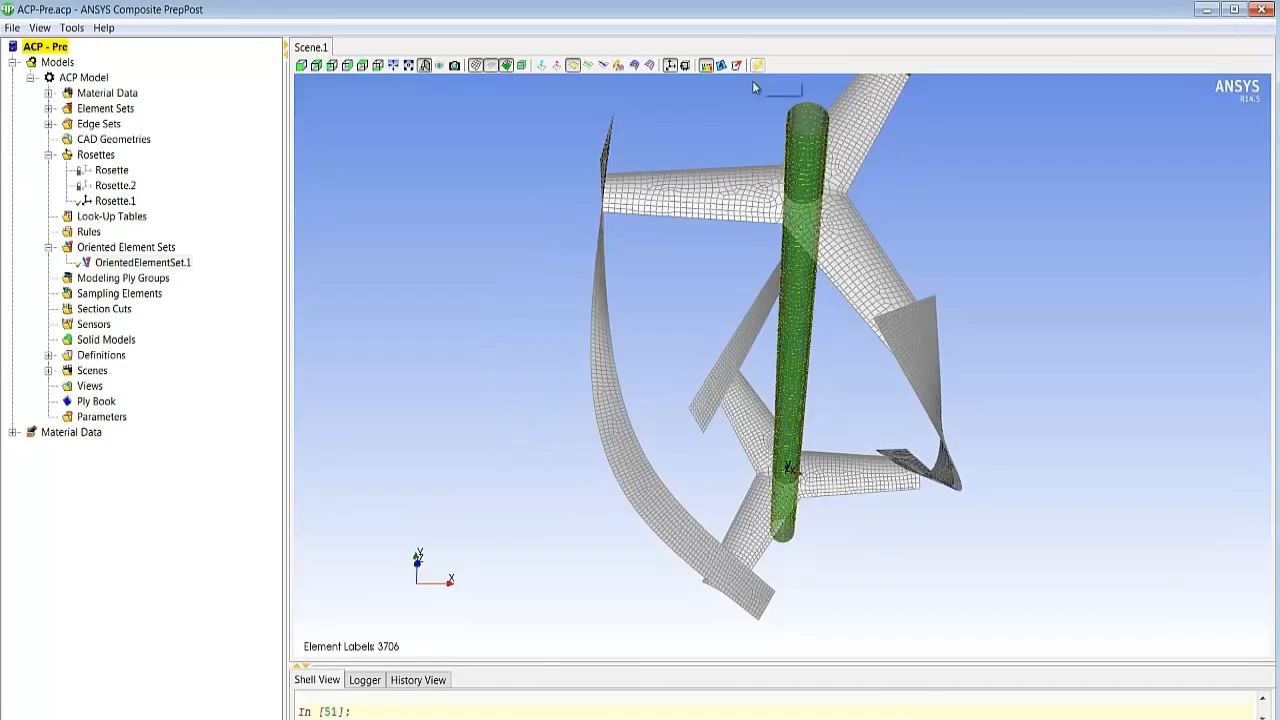 ACP-Pre.acp - ANSYS Composite PrepPost
File View Tools Help
ACP - Pre
Models
ACP Model
Material Data
Element Sets
Edge Sets
CAD Geometries
Rosettes
Rosette
Rosette.2
Rosette.1
Look-Up Tables
Rules
Oriented Element Sets
OrientedElementSet.1
Modeling Ply Groups
Sampling Elements
Section Cuts
Sensors
Solid Models
Definitions
Scenes
Views
Ply Book
Parameters
Material Data
Scene.1
ANSYS
R14.5
Y
Z
X
Element Labels: 3706
Shell View Logger History View
In [51]: